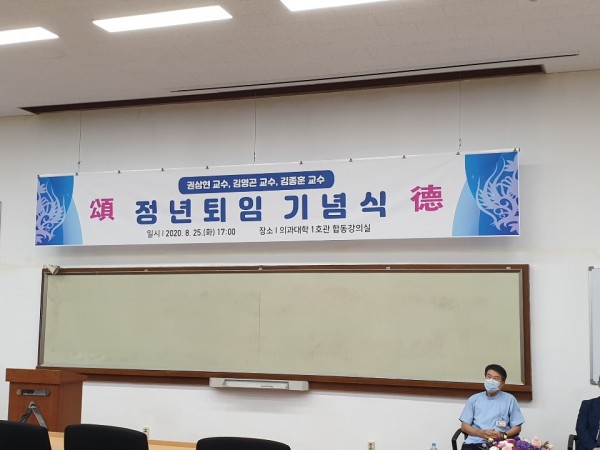 권상연 교수, 김영곤 교수, 김종훈 교수
頌 정년퇴임 기념식 德
일시 | 2020. 8. 25.(화) 17:00 장소 | 의과대학 1호관 합동강의실